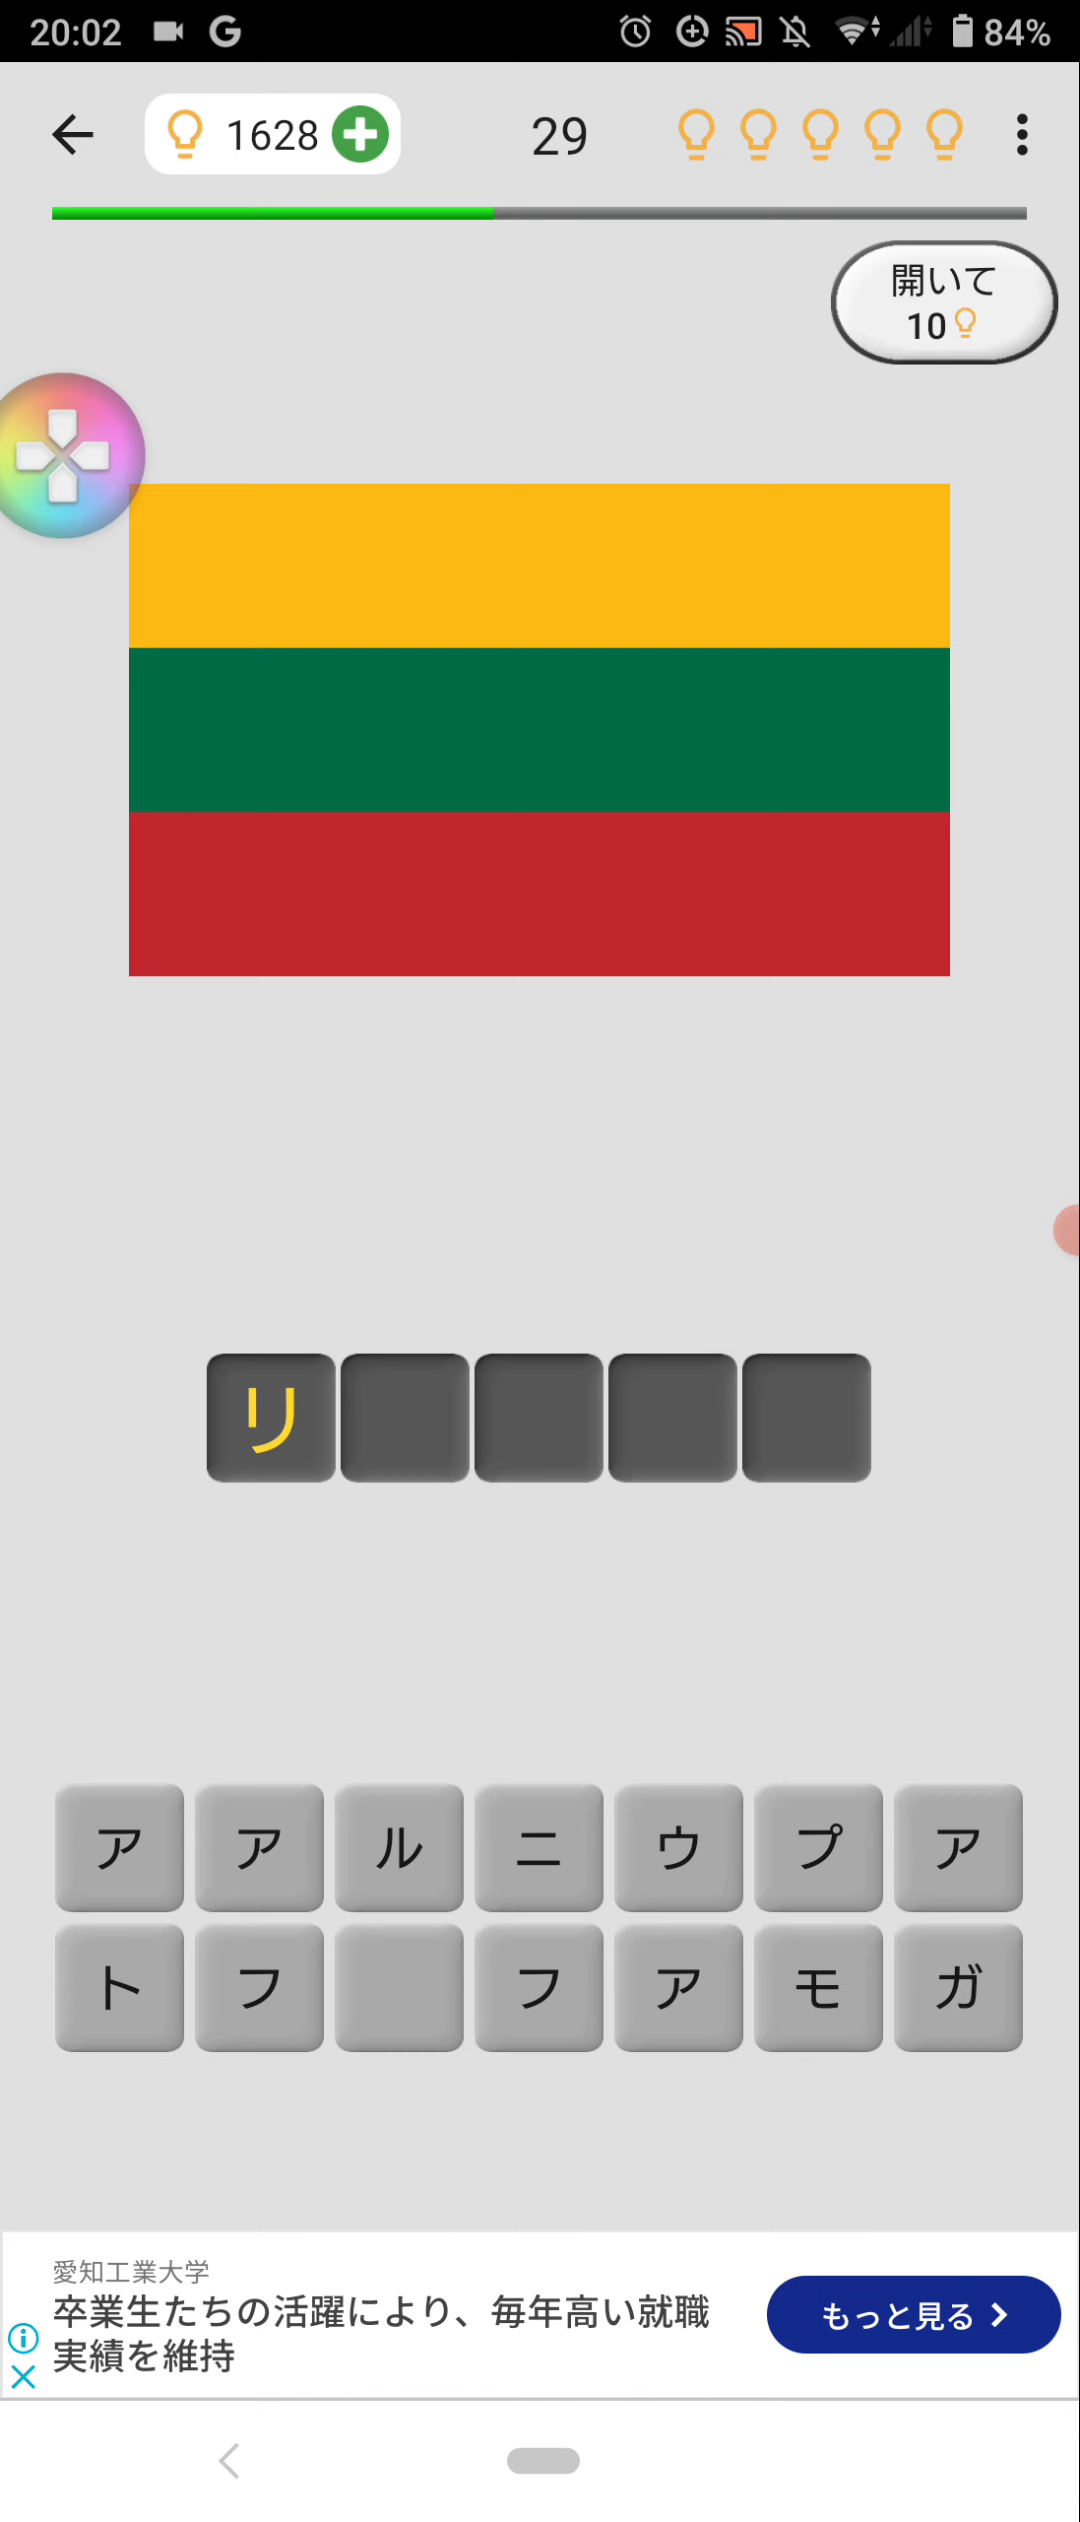 20:02 G 84%
1628 29
開いて
10
リ
ア ア ル ニ ウ プ ア
ト フ フ ア モ ガ
愛知工業大学
卒業生たちの活躍により、毎年高い就職
実績を維持
もっと見る